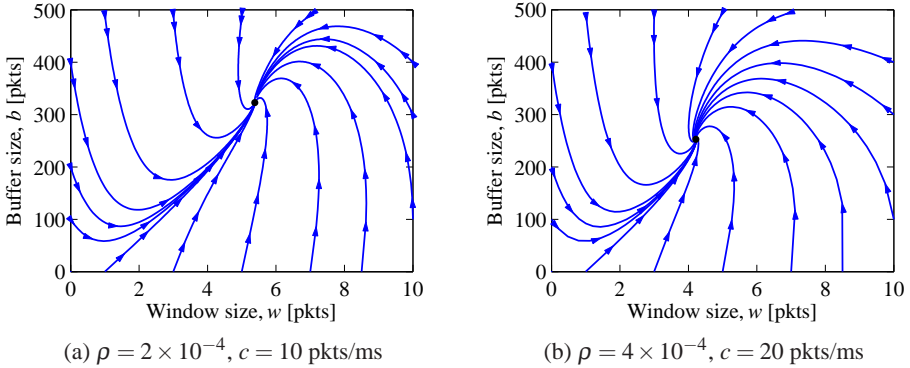 500
400
300
200
100
0
Buffer size, b [pkts]
0 2 4 6 8 10
Window size, w [pkts]
(a) ρ = 2 × 10⁻⁴, c = 10 pkts/ms
500
400
300
200
100
0
Buffer size, b [pkts]
0 2 4 6 8 10
Window size, w [pkts]
(b) ρ = 4 × 10⁻⁴, c = 20 pkts/ms